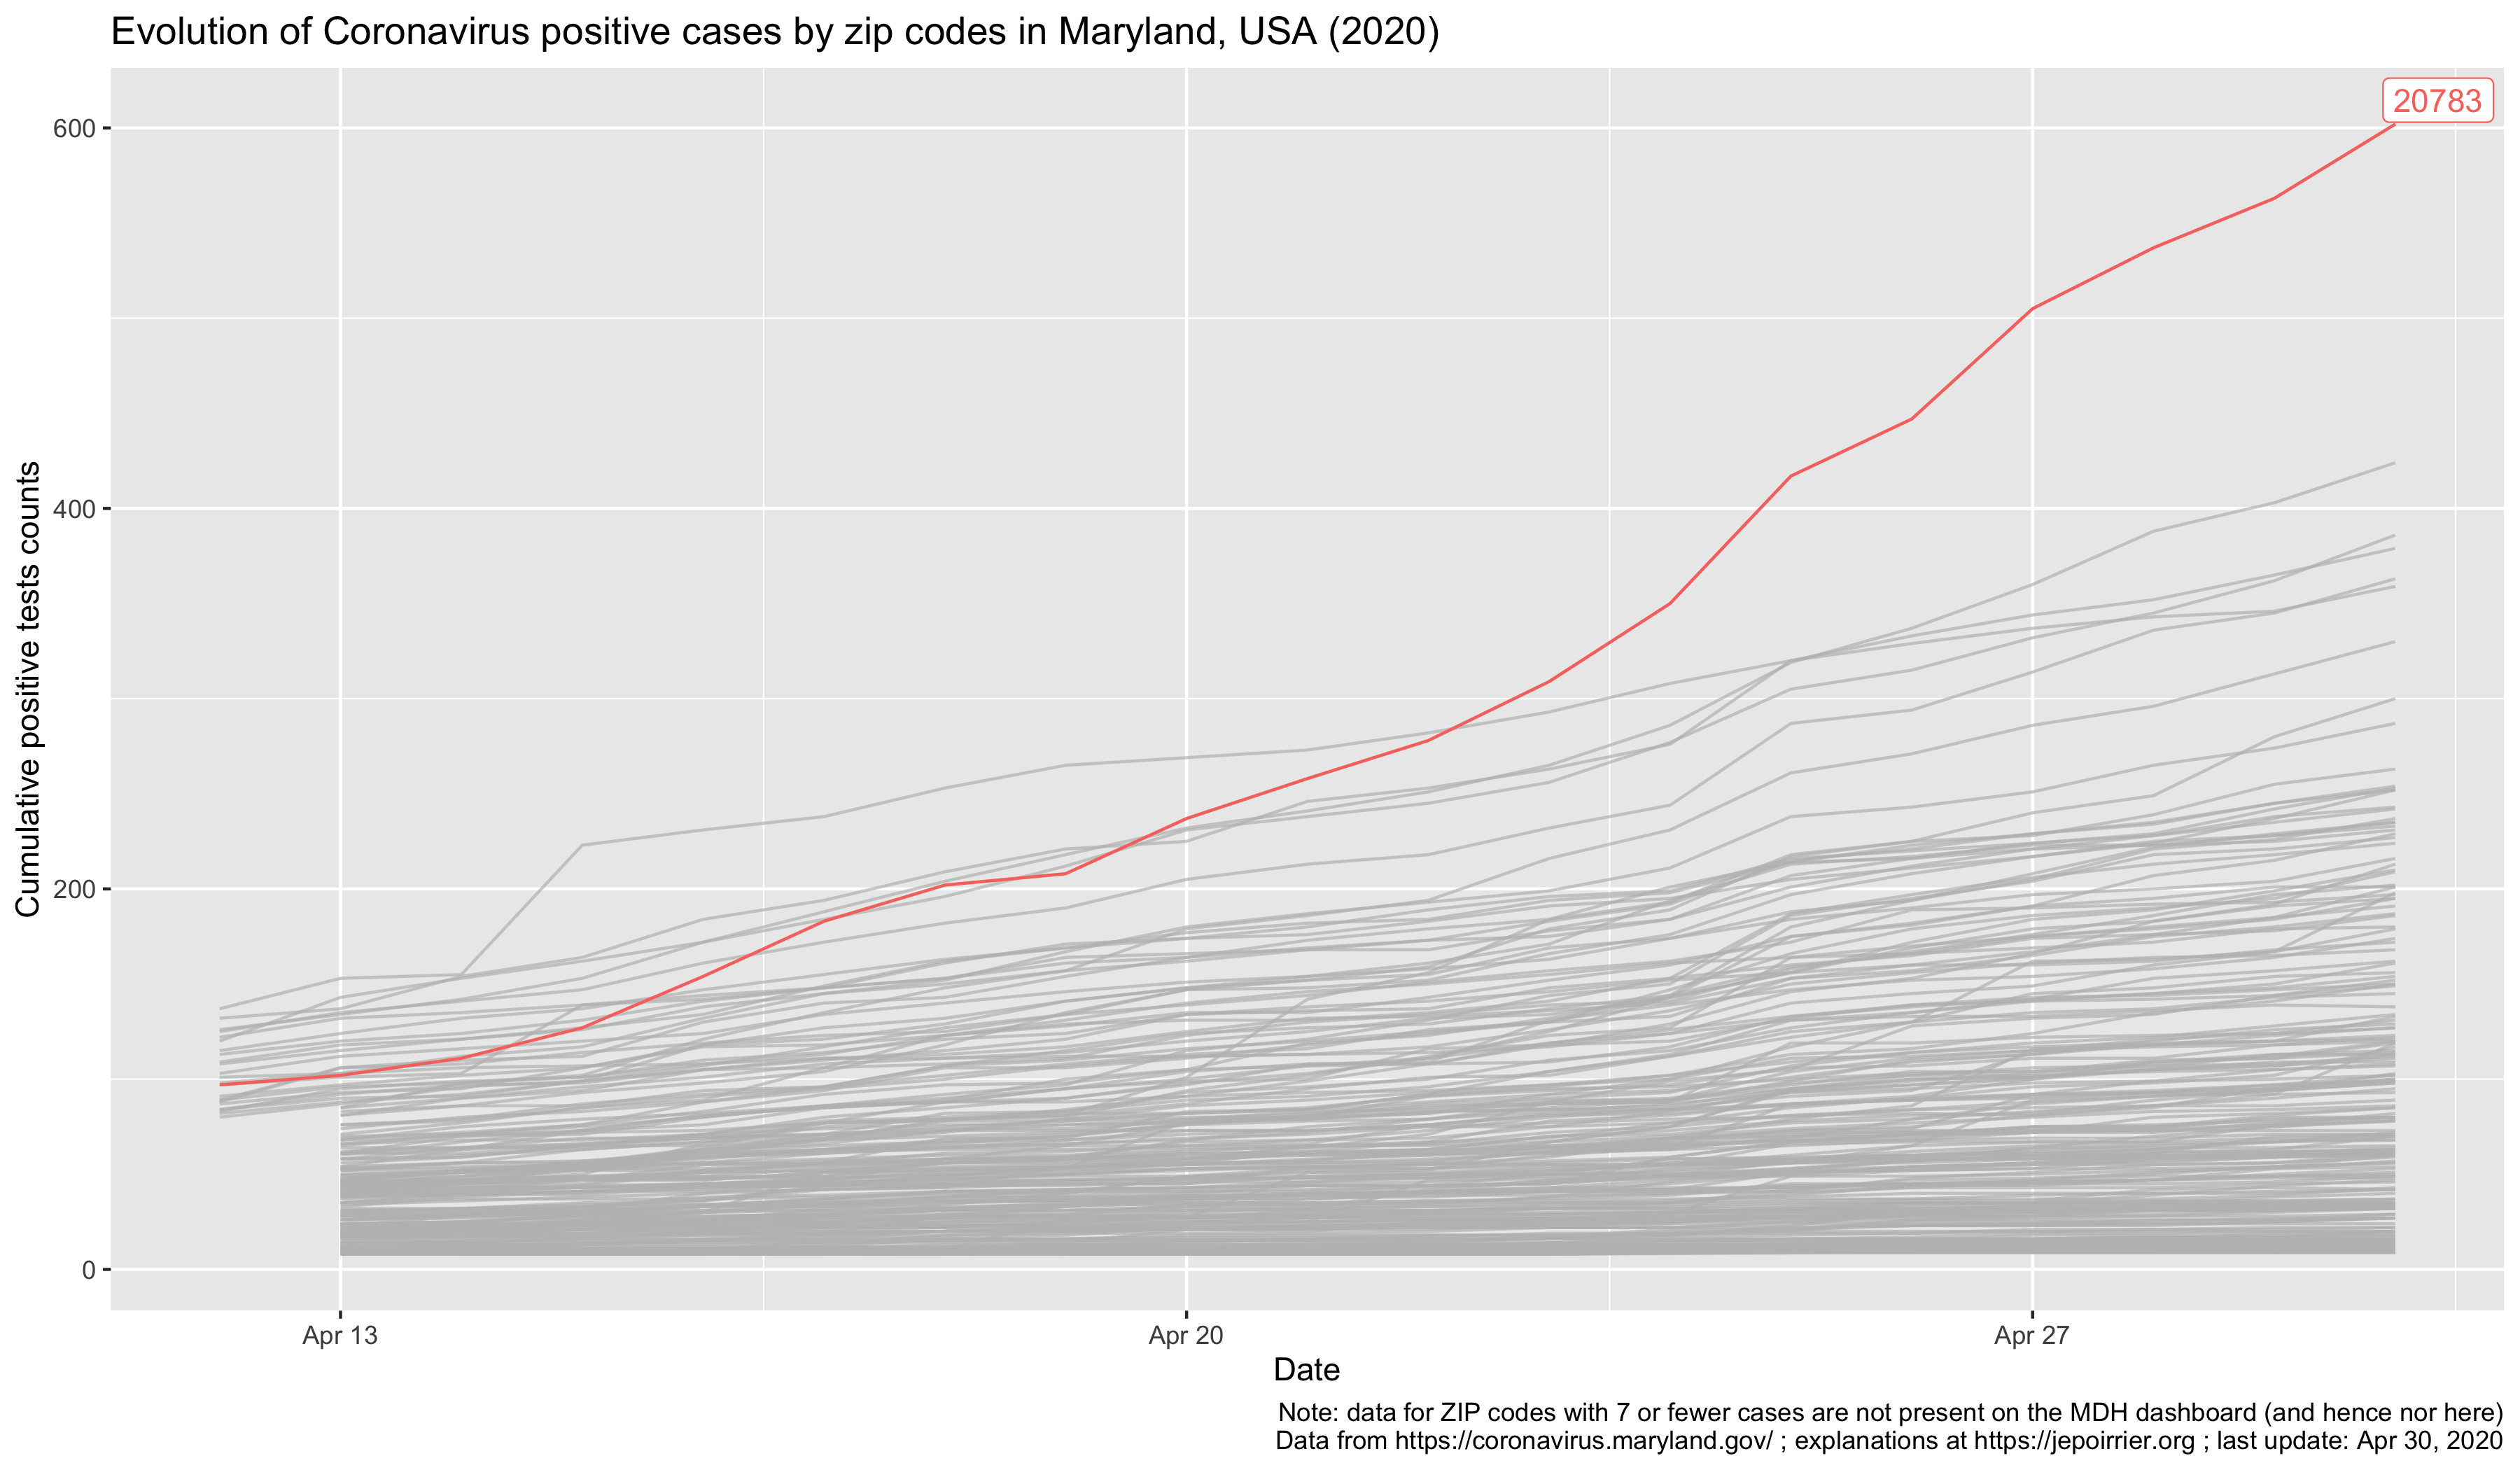 Evolution of Coronavirus positive cases by zip codes in Maryland, USA (2020)
20783
600
400
200
0
Cumulative positive tests counts
Apr 13
Apr 20
Apr 27
Date
Note: data for ZIP codes with 7 or fewer cases are not present on the MDH dashboard (and hence nor here)
Data from https://coronavirus.maryland.gov/ ; explanations at https://jepoirrier.org ; last update: Apr 30, 2020